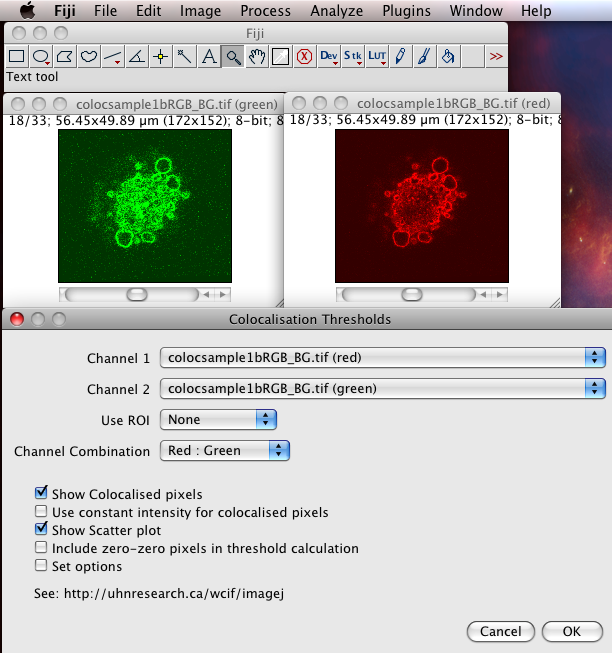 Fiji File Edit Image Process Analyze Plugins Window Help
Fiji
Dev Stk LUT >>
Text tool
colocsample1bRGB_BG.tif (green)
18/33; 56.45x49.89 µm (172x152); 8-bit; 8
colocsample1bRGB_BG.tif (red)
18/33; 56.45x49.89 µm (172x152); 8-bit; 8
Colocalisation Thresholds
Channel 1 colocsample1bRGB_BG.tif (red)
Channel 2 colocsample1bRGB_BG.tif (green)
Use ROI None
Channel Combination Red : Green
Show Colocalised pixels
Use constant intensity for colocalised pixels
Show Scatter plot
Include zero-zero pixels in threshold calculation
Set options
See: http://uhnresearch.ca/wcif/imagej
Cancel OK